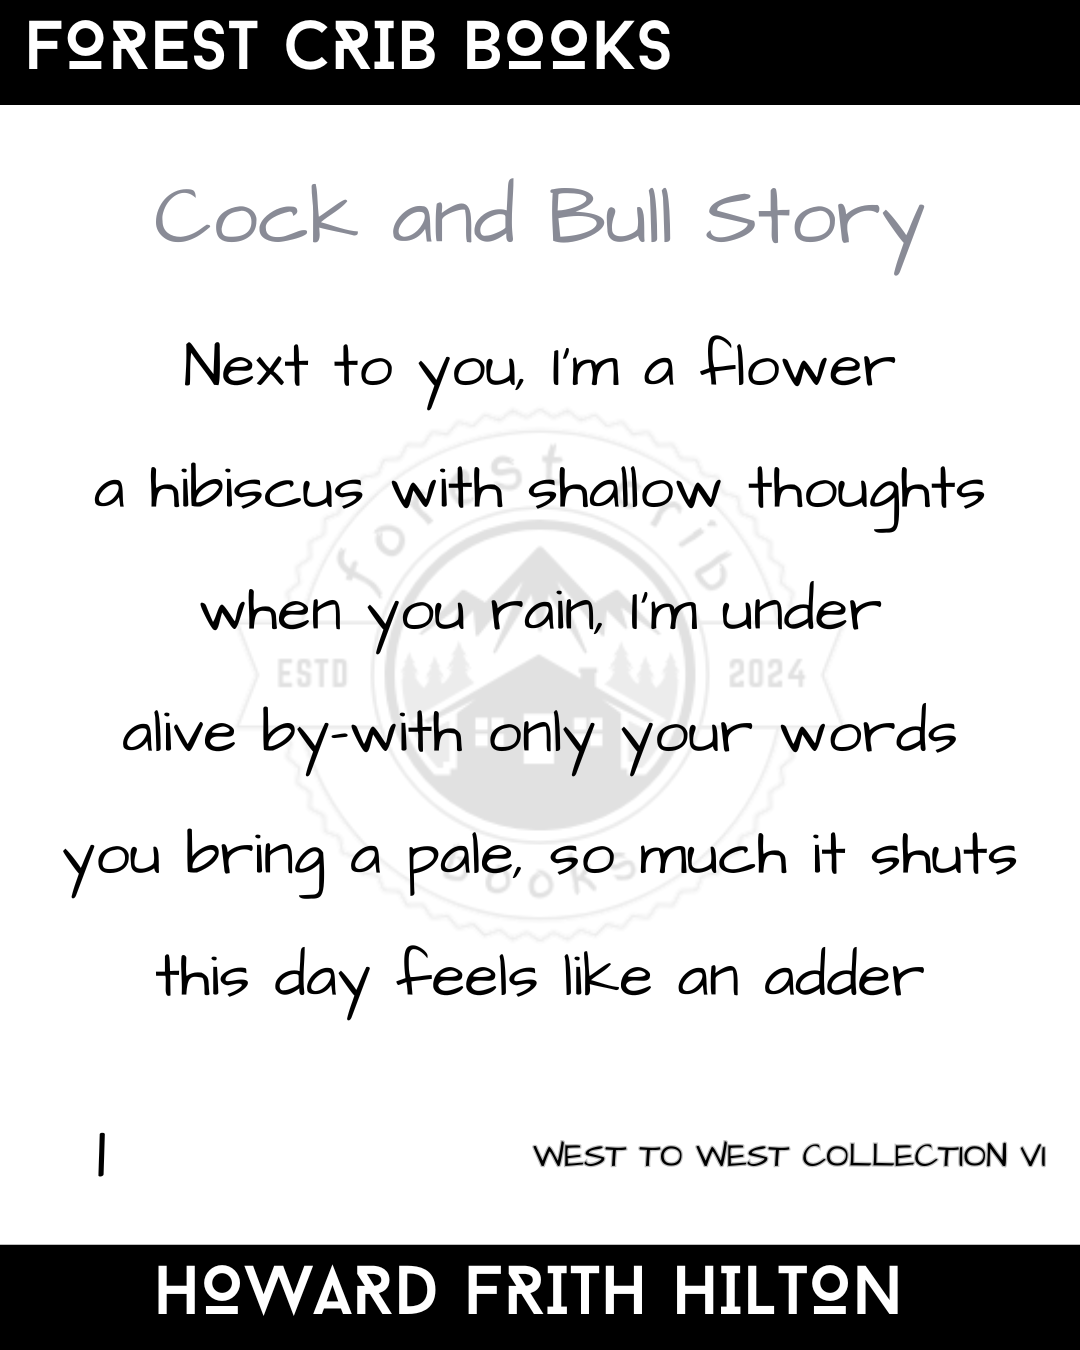 FOREST CRIB BOOKS
Cock and Bull Story
Next to you, I'm a flower
a hibiscus with shallow thoughts
when you rain, I'm under
alive by-with only your words
you bring a pale, so much it shuts
this day feels like an adder
forest crib
ESTD 2024
books
1 WEST TO WEST COLLECTION VI
HOWARD FRITH HILTON